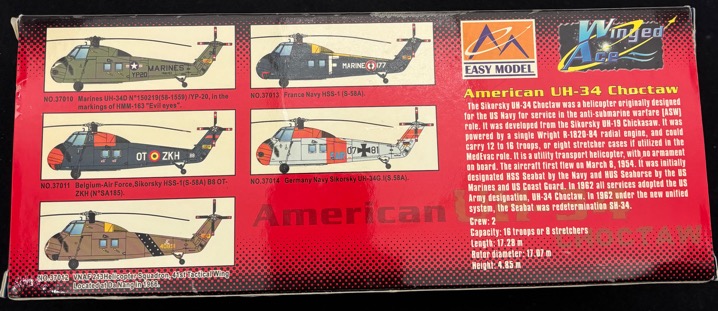 MARINES
YP20
NO.37010 Marines UH-34D N°150219(58-1558)/YP-20, in the
markings of HMM-163 "Evil eyes".
F MARINE 177
NO.37013 France Navy HSS-1 (S-58A).
OT ZKH
NO.37011 Belgium-Air Force,Sikorsky HSS-1(S-58A) B8 OT-
ZKH (N°SA185).
07 81
NO.37014 Germany Navy Sikorsky UH-34G.I(S.58A).
NO.37012 VNAF 213Helicopter Squadron, 41st Tactical Wing
Located at Da Nang in 1968.
EASY MODEL
Winged
Ace
American UH-34 Choctaw
The Sikorsky UH-34 Choctaw was a helicopter originally designed
for the US Navy for service in the anti-submarine warfare (ASW)
role. It was developed from the Sikorsky UH-19 Chickasaw. It was
powered by a single Wright R-1820-84 radial engine, and could
carry 12 to 16 troops, or eight stretcher cases if utilized in the
MedEvac role. It is a utility transport helicopter, with no armament
on board. The aircraft first flew on March 8, 1954. It was initially
designated HSS Seabat by the Navy and HUS Seahorse by the US
Marines and US Coast Guard. In 1962 all services adopted the US
Army designation, UH-34 Choctaw. In 1962 under the new unified
system, the Seabat was redetermination SH-34.
Crew: 2
Capacity: 16 troops or 8 stretchers
Length: 17.28 m
Rotor diameter: 17.07 m
Height: 4.85 m
American UH-34
CHOCTAW